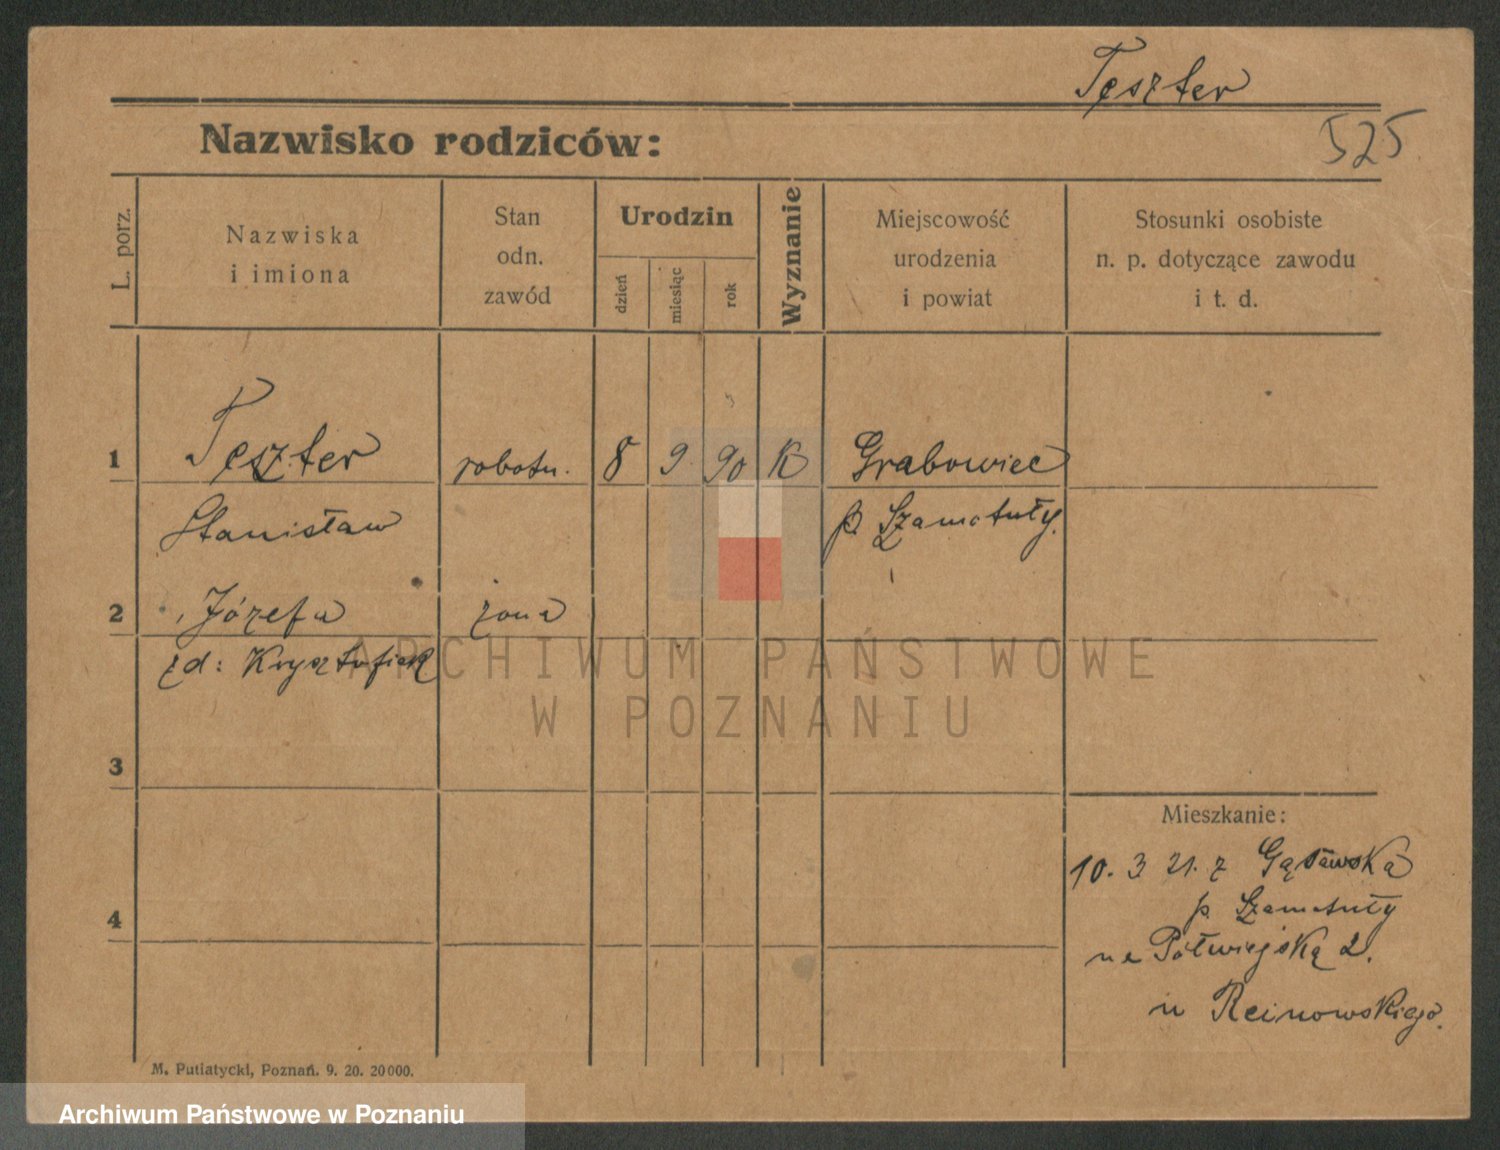 Tęszter
525
Nazwisko rodziców:
L. porz.
Nazwiska
i imiona
Stan
odn.
zawód
Urodzin
dzień
miesiąc
rok
Wyznanie
Miejscowość
urodzenia
i powiat
Stosunki osobiste
n. p. dotyczące zawodu
i t. d.
1 Tęszter robotn. 8 9 90 K Grabowiec
Stanisław p. Szamotuły.
2 Józefa żona
zd: Krysztofiak
3
4
Mieszkanie:
10. 3 21. z
p. Szamotuły
na Półwiejską 2.
u Reinowskiego.
M. Putiatycki, Poznań. 9. 20. 20000.
ARCHIWUM PAŃSTWOWE
W POZNANIU
Archiwum Państwowe w Poznaniu